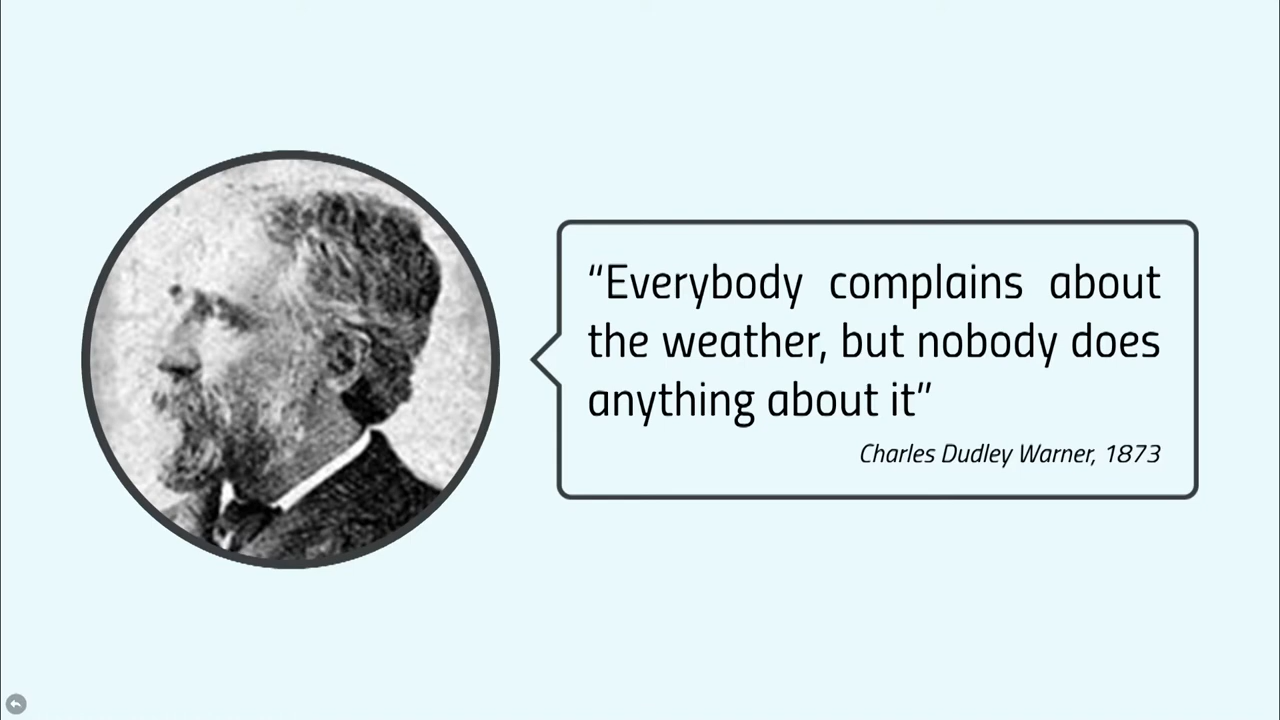 “Everybody complains about
the weather, but nobody does
anything about it”
Charles Dudley Warner, 1873